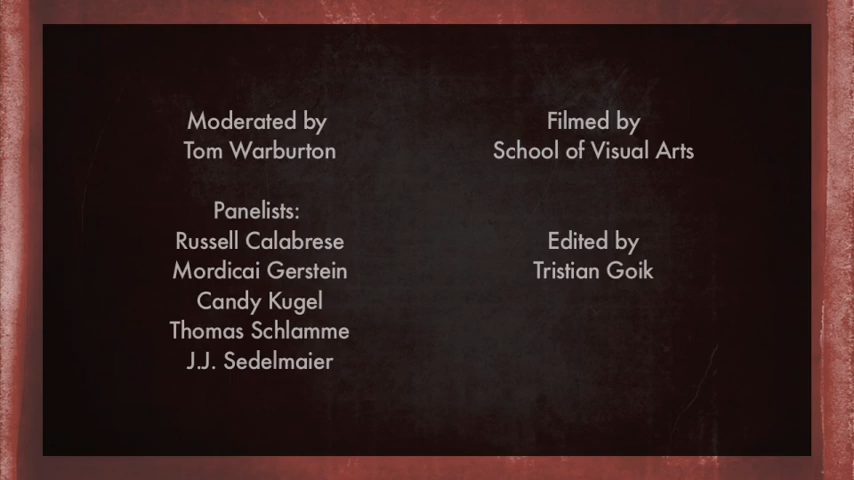 Moderated by
Tom Warburton
Panelists:
Russell Calabrese
Mordicai Gerstein
Candy Kugel
Thomas Schlamme
J.J. Sedelmaier
Filmed by
School of Visual Arts
Edited by
Tristian Goik